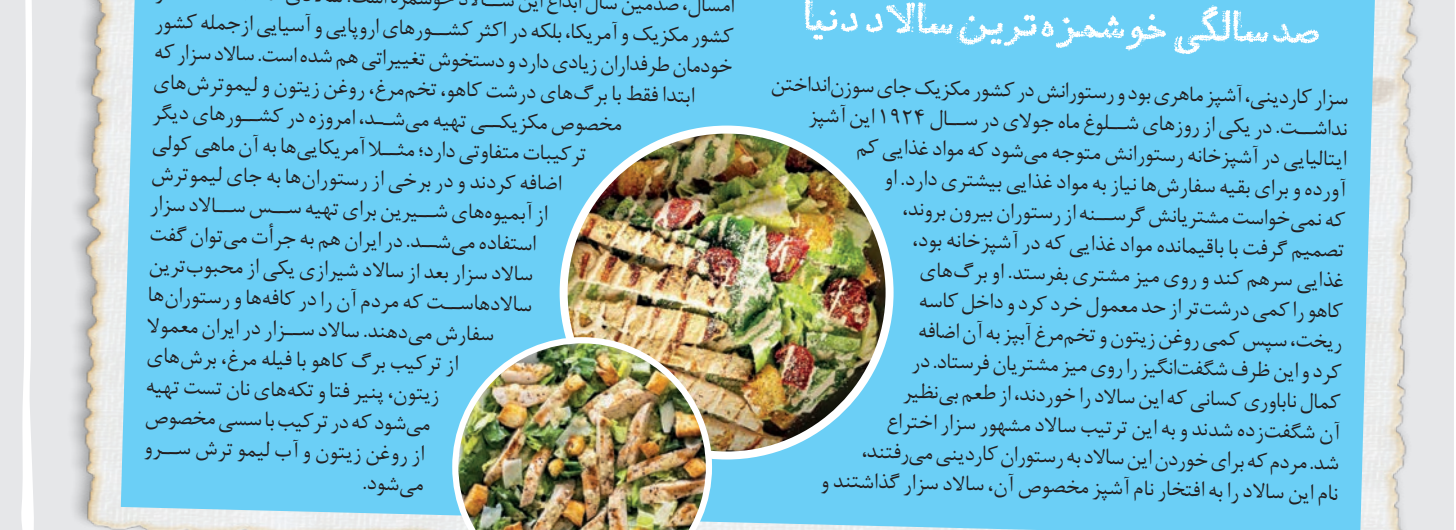 صدسالگی خوشمزه‌ترین سالاد دنیا
سزار کاردینی، آشپز ماهری بود و رستورانش در کشور مکزیک جای سوزن‌انداختن
نداشت. در یکی از روزهای شلوغ ماه جولای در سال ۱۹۲۴ این آشپز
ایتالیایی در آشپزخانه رستورانش متوجه می‌شود که مواد غذایی کم
آورده و برای بقیه سفارش‌ها نیاز به مواد غذایی بیشتری دارد. او
که نمی‌خواست مشتریانش گرسنه از رستوران بیرون بروند،
تصمیم گرفت با باقیمانده مواد غذایی که در آشپزخانه بود،
غذایی سرهم کند و روی میز مشتری بفرستد. او برگ‌های
کاهو را کمی درشت‌تر از حد معمول خرد کرد و داخل کاسه
ریخت، سپس کمی روغن زیتون و تخم‌مرغ آبپز به آن اضافه
کرد و این ظرف شگفت‌انگیز را روی میز مشتریان فرستاد. در
کمال ناباوری کسانی که این سالاد را خوردند، از طعم بی‌نظیر
آن شگفت‌زده شدند و به این ترتیب سالاد مشهور سزار اختراع
شد. مردم که برای خوردن این سالاد به رستوران کاردینی می‌رفتند،
نام این سالاد را به افتخار نام آشپز مخصوص آن، سالاد سزار گذاشتند و
امسال، صدمین سال ابداع این سالاد خوشمزه است.
کشور مکزیک و آمریکا، بلکه در اکثر کشورهای اروپایی و آسیایی ازجمله کشور
خودمان طرفداران زیادی دارد و دستخوش تغییراتی هم شده است. سالاد سزار که
ابتدا فقط با برگ‌های درشت کاهو، تخم‌مرغ، روغن زیتون و لیموترش‌های
مخصوص مکزیکی تهیه می‌شد، امروزه در کشورهای دیگر
ترکیبات متفاوتی دارد؛ مثلا آمریکایی‌ها به آن ماهی کولی
اضافه کردند و در برخی از رستوران‌ها به جای لیموترش
از آبمیوه‌های شیرین برای تهیه سس سالاد سزار
استفاده می‌شد. در ایران هم به جرأت می‌توان گفت
سالاد سزار بعد از سالاد شیرازی یکی از محبوب‌ترین
سالادهاست که مردم آن را در کافه‌ها و رستوران‌ها
سفارش می‌دهند. سالاد سزار در ایران معمولا
از ترکیب برگ کاهو با فیله مرغ، برش‌های
زیتون، پنیر فتا و تکه‌های نان تست تهیه
می‌شود که در ترکیب با سسی مخصوص
از روغن زیتون و آب لیمو ترش سرو
می‌شود.